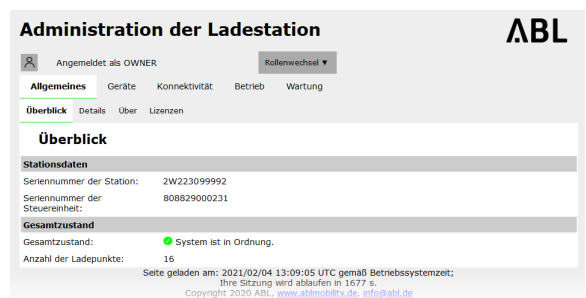 Administration der Ladestation
ABL
Angemeldet als OWNER
Rollenwechsel ▼
Allgemeines Geräte Konnektivität Betrieb Wartung
Überblick Details Über Lizenzen
Überblick
Stationsdaten
Seriennummer der Station: 2W223099992
Seriennummer der
Steuereinheit: 808829000231
Gesamtzustand
Gesamtzustand: System ist in Ordnung.
Anzahl der Ladepunkte: 16
Seite geladen am: 2021/02/04 13:09:05 UTC gemäß Betriebssystemzeit;
Ihre Sitzung wird ablaufen in 1677 s.
Copyright 2020 ABL, www.ablmobility.de, info@abl.de